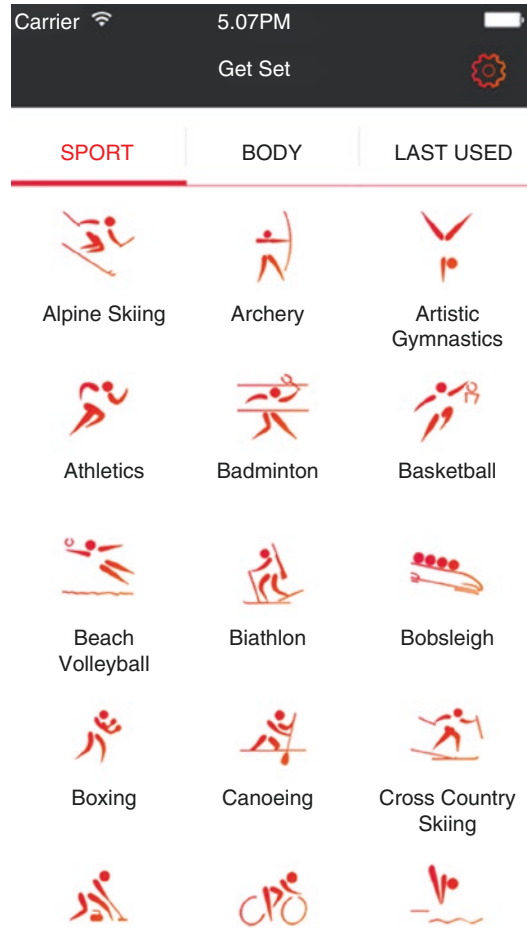 Carrier 5.07PM
Get Set
SPORT BODY LAST USED
Alpine Skiing Archery Artistic
Gymnastics
Athletics Badminton Basketball
Beach Biathlon Bobsleigh
Volleyball
Boxing Canoeing Cross Country
Skiing